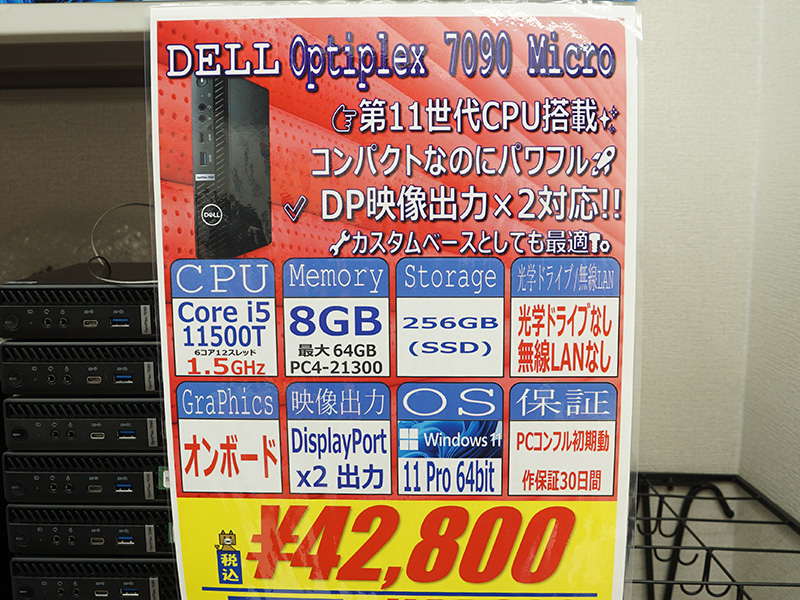 DELL Optiplex 7090 Micro
第11世代CPU搭載
コンパクトなのにパワフル
DP映像出力×2対応!!
カスタムベースとしても最適
DELL
CPU
Core i5
11500T
6コア12スレッド
1.5GHz
Memory
8GB
最大64GB
PC4-21300
Storage
256GB
(SSD)
光学ドライブ/無線LAN
光学ドライブなし
無線LANなし
GraPhics
オンボード
映像出力
DisplayPort
x2 出力
OS
Windows 11
11 Pro 64bit
保証
PCコンフル初期動
作保証30日間
税込
¥42,800